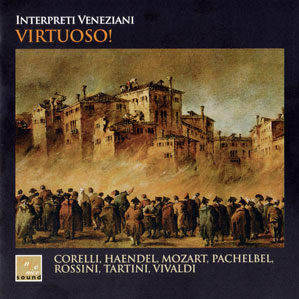 INTERPRETI VENEZIANI
VIRTUOSO!
sound
CORELLI, HAENDEL, MOZART, PACHELBEL,
ROSSINI, TARTINI, VIVALDI